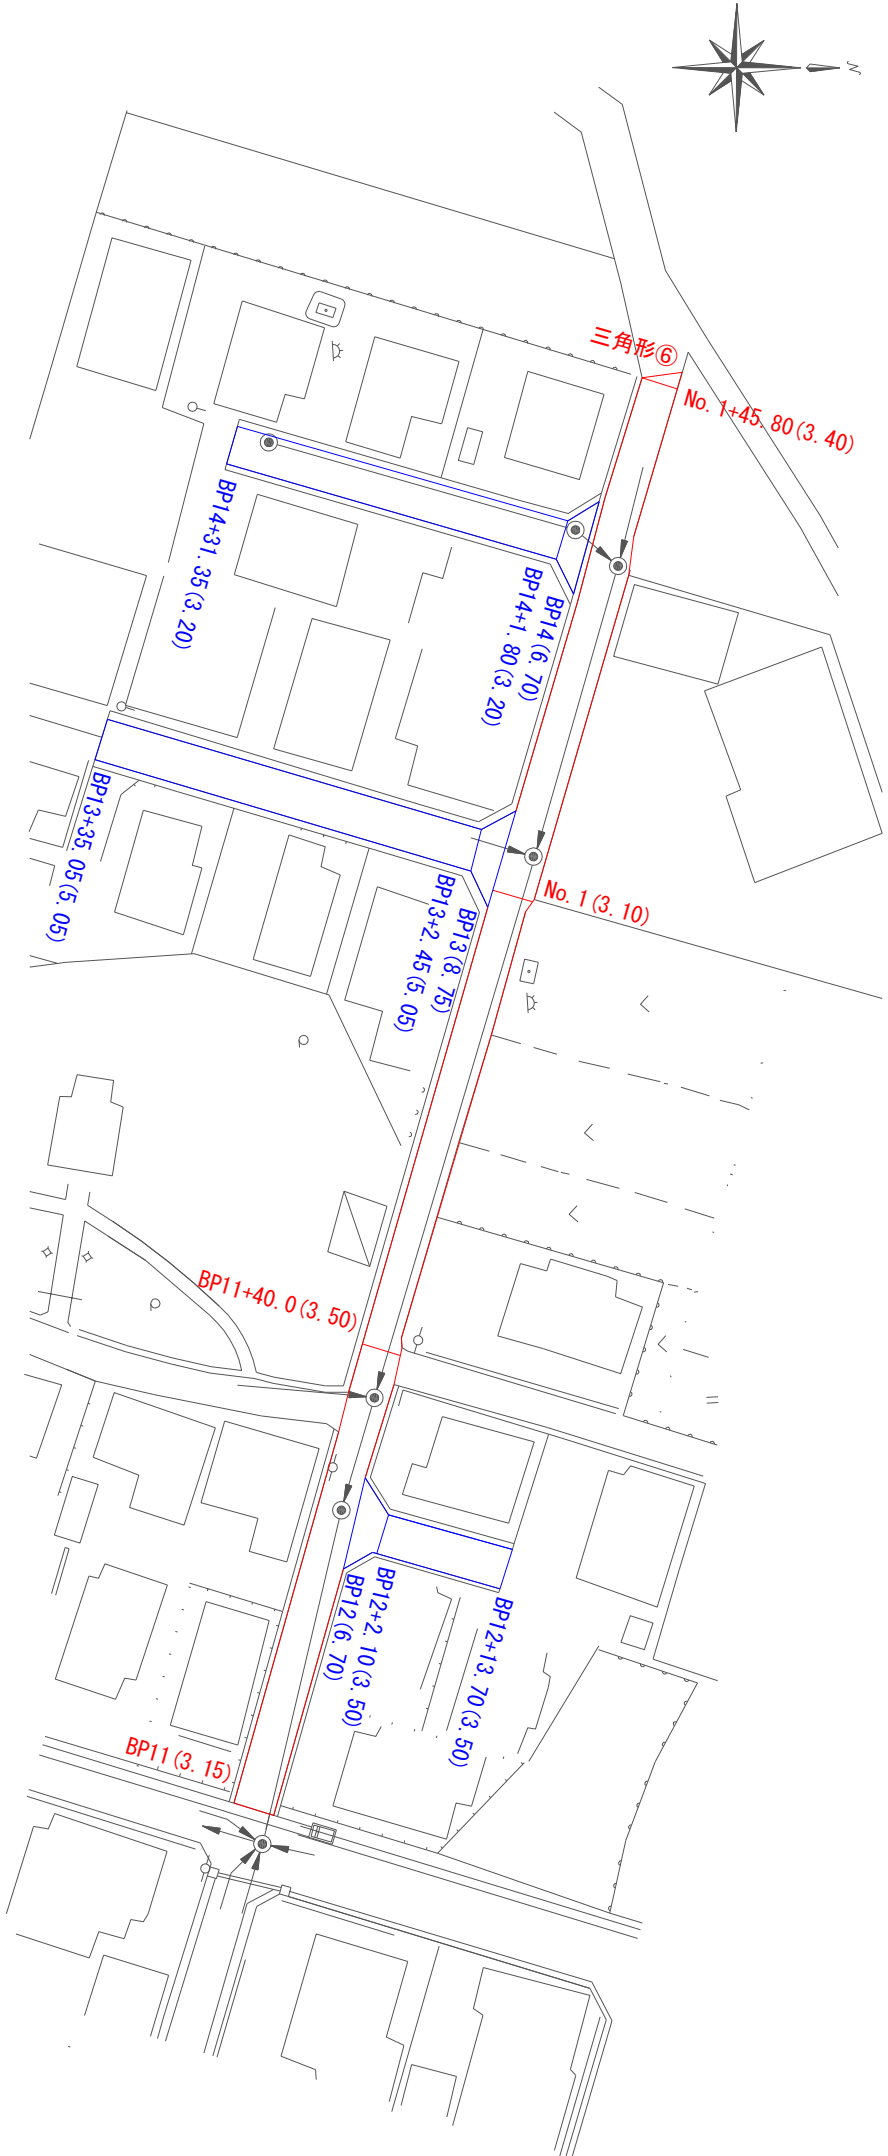 N
三角形⑥
No. 1+45. 80(3. 40)
BP14+31. 35(3. 20)
BP14(6. 70)
BP14+1. 80(3. 20)
BP13+35. 05(5. 05)
No. 1(3. 10)
BP13(8. 75)
BP13+2. 45(5. 05)
BP11+40. 0(3. 50)
BP12(6. 70)
BP12+2. 10(3. 50)
BP12+13. 70(3. 50)
BP11(3. 15)